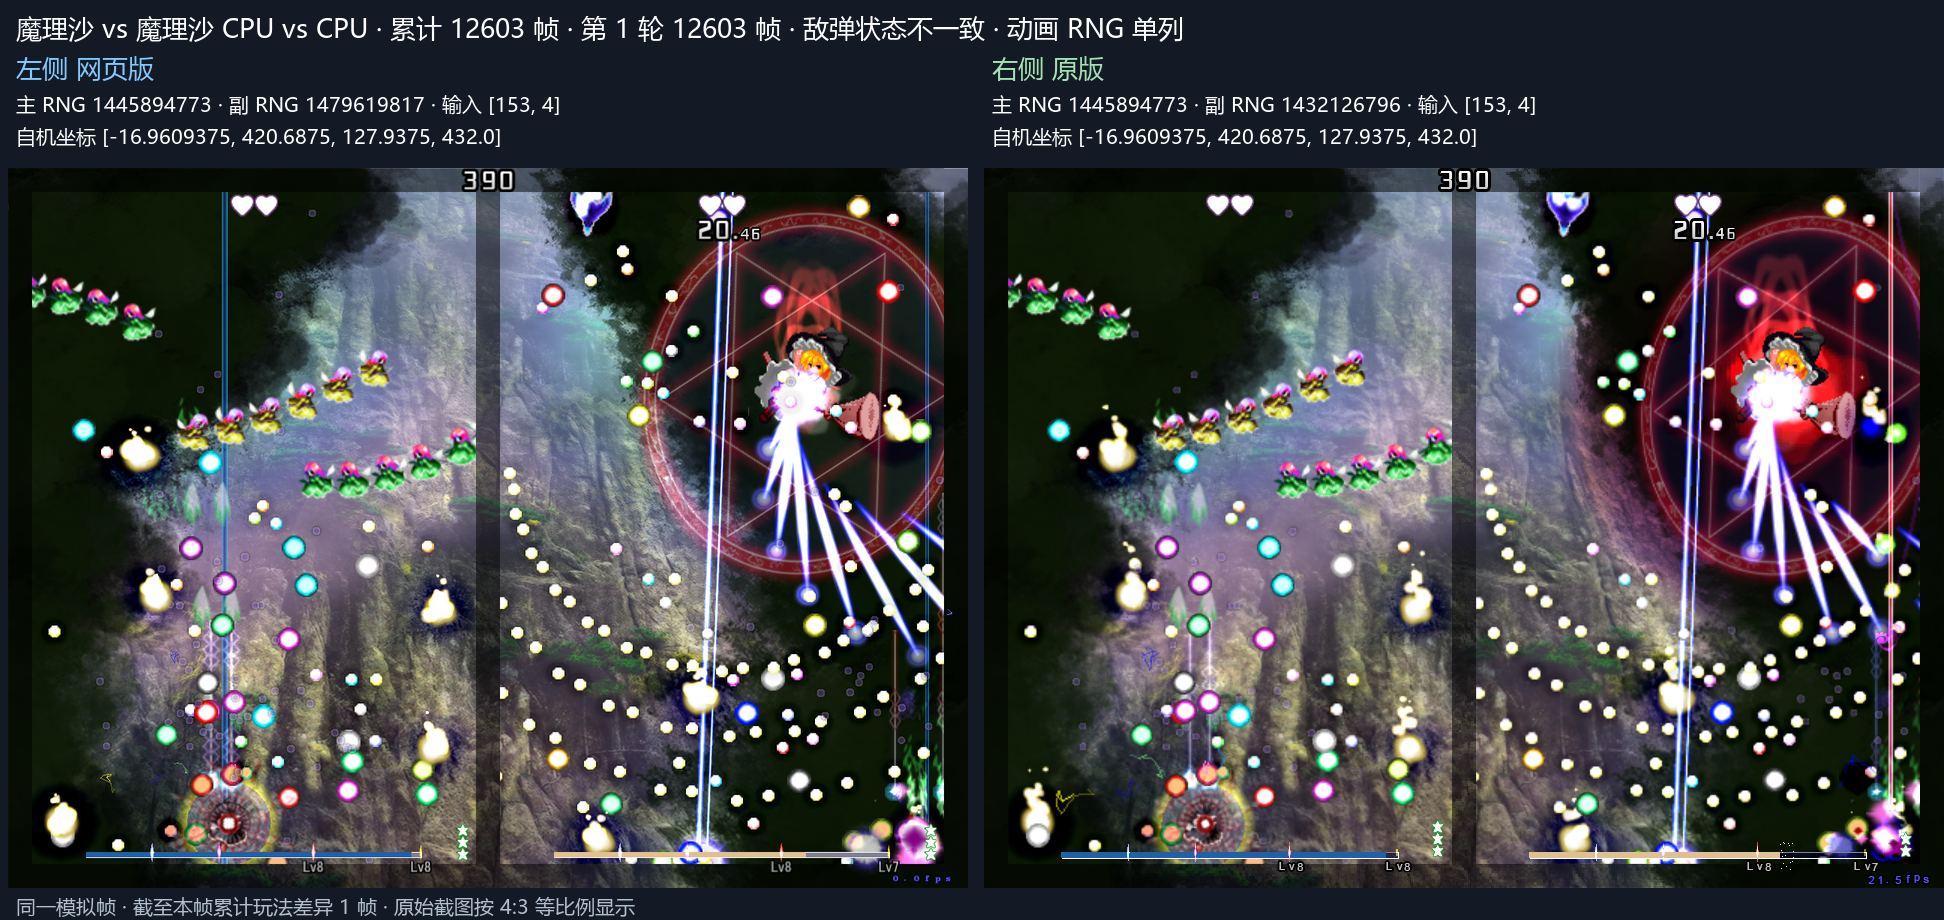 魔理沙 vs 魔理沙 CPU vs CPU · 累计 12603 帧 · 第 1 轮 12603 帧 · 敌弹状态不一致 · 动画 RNG 单列
左侧 网页版
主 RNG 1445894773 · 副 RNG 1479619817 · 输入 [153, 4]
自机坐标 [-16.9609375, 420.6875, 127.9375, 432.0]
右侧 原版
主 RNG 1445894773 · 副 RNG 1432126796 · 输入 [153, 4]
自机坐标 [-16.9609375, 420.6875, 127.9375, 432.0]
390
20.46
Lv8
Lv8
Lv8
Lv7
0.0fps
390
20.46
Lv8
Lv8
Lv8
Lv7
21.5fps
同一模拟帧 · 截至本帧累计玩法差异 1 帧 · 原始截图按 4:3 等比例显示